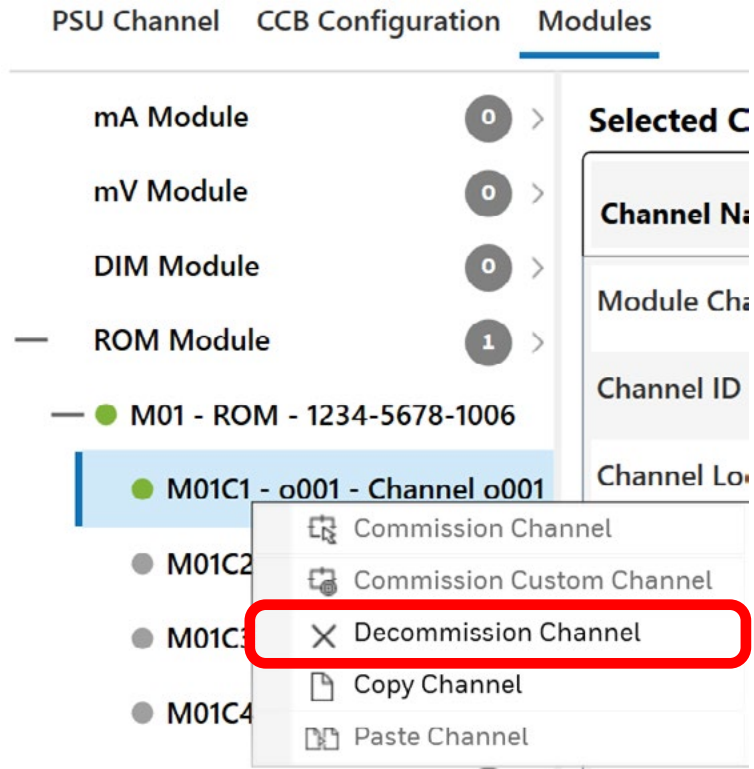 PSU Channel CCB Configuration Modules
mA Module 0
Selected C
mV Module 0
Channel Na
DIM Module 0
Module Cha
ROM Module 1
Channel ID
M01 - ROM - 1234-5678-1006
Channel Lo
M01C1 - o001 - Channel o001
Commission Channel
M01C2
Commission Custom Channel
M01C3
Decommission Channel
Copy Channel
M01C4
Paste Channel